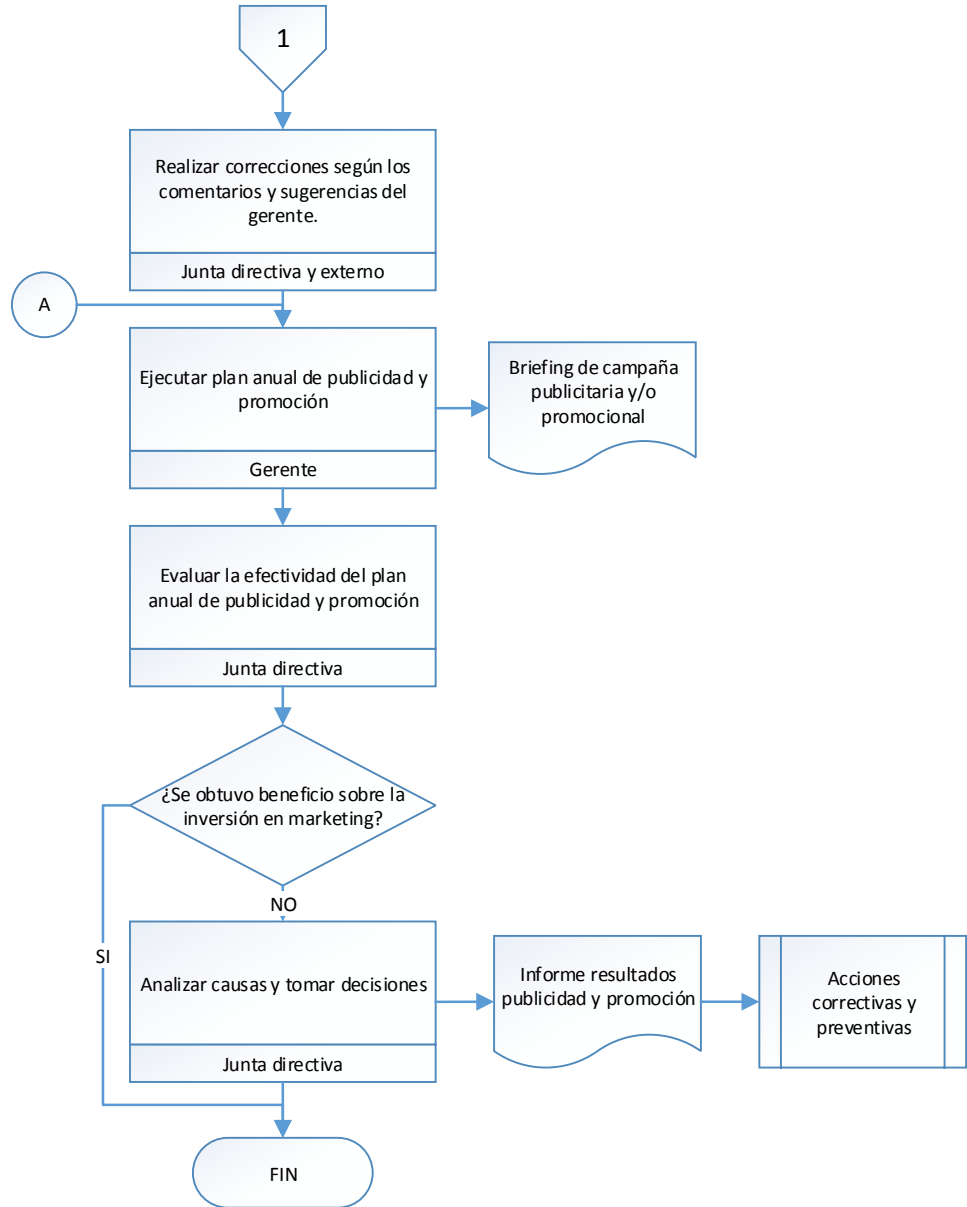 1
Realizar correcciones según los
comentarios y sugerencias del
gerente.
Junta directiva y externo
A
Ejecutar plan anual de publicidad y
promoción
Gerente
Briefing de campaña
publicitaria y/o
promocional
Evaluar la efectividad del plan
anual de publicidad y promoción
Junta directiva
¿Se obtuvo beneficio sobre la
inversión en marketing?
NO
SI
Analizar causas y tomar decisiones
Junta directiva
Informe resultados
publicidad y promoción
Acciones
correctivas y
preventivas
FIN